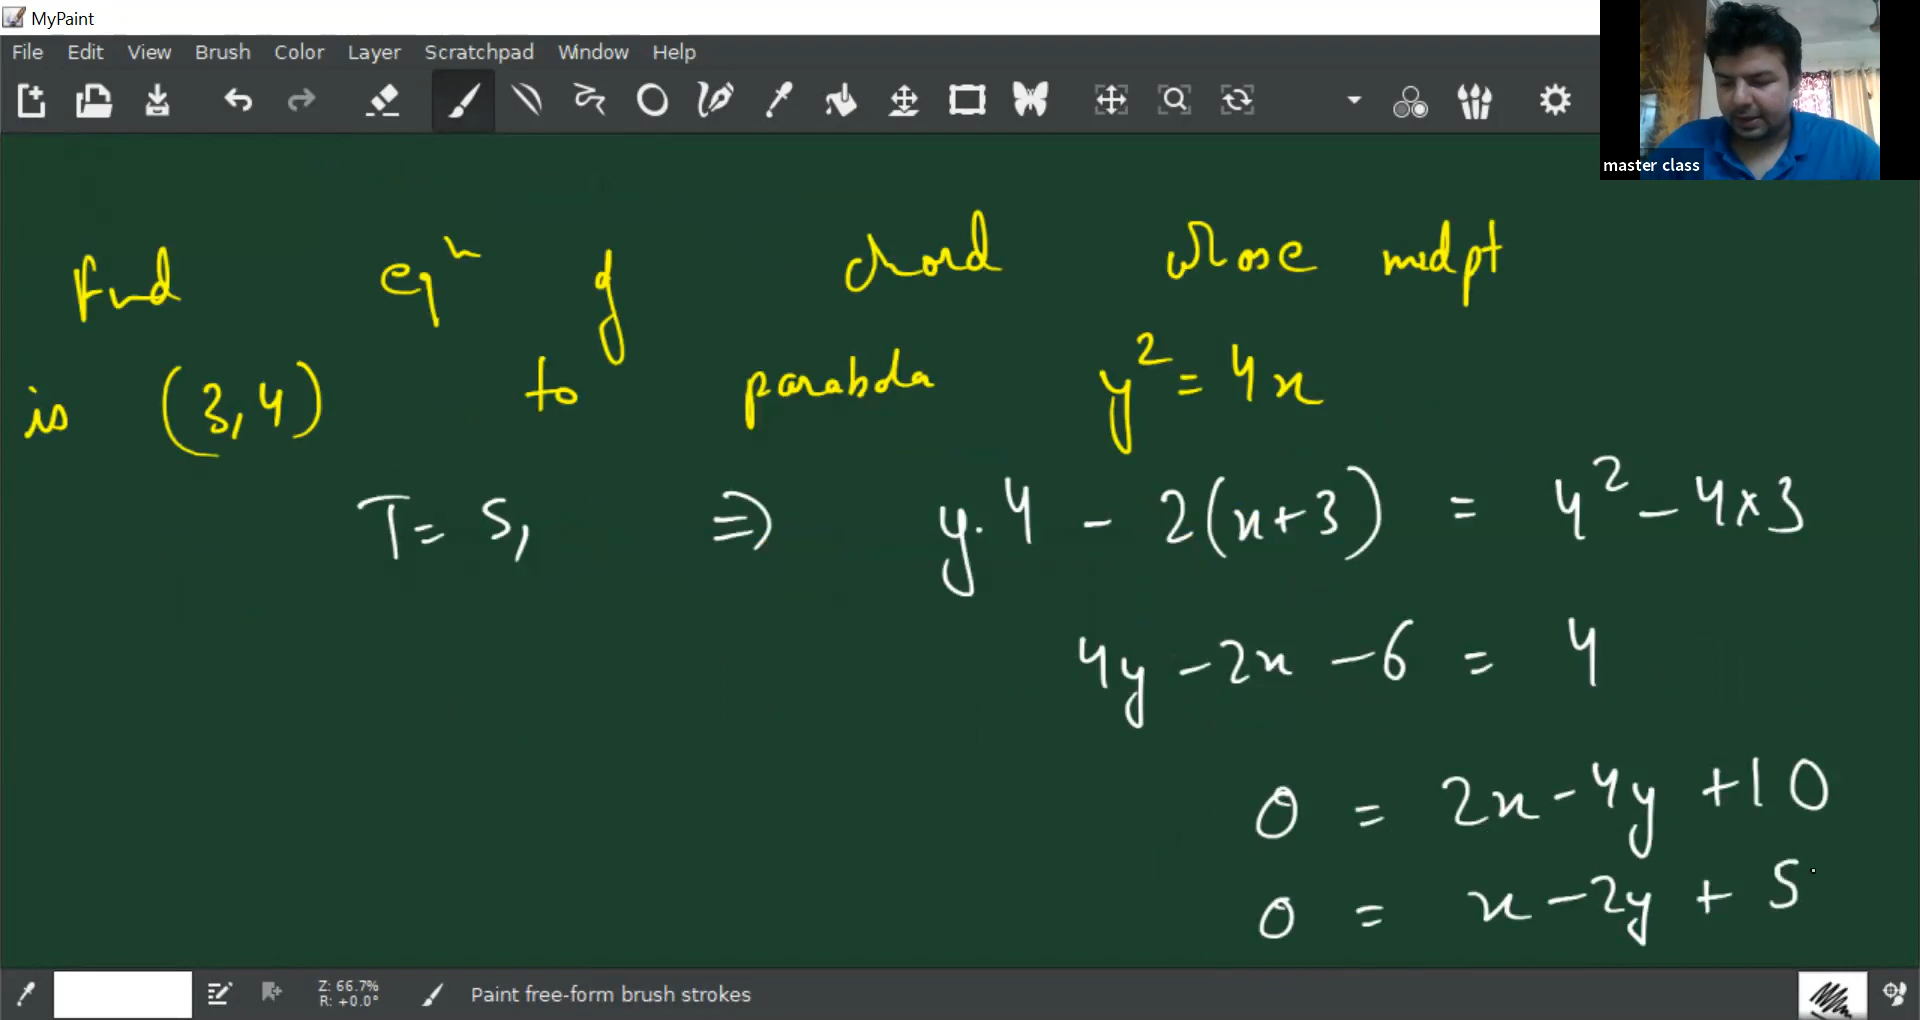 MyPaint
File Edit View Brush Color Layer Scratchpad Window Help
master class
Find eqⁿ of chord whose midpt
is (3,4) to parabola y² = 4x
T = S₁ ⇒ y.4 - 2(x+3) = 4² - 4×3
4y - 2x - 6 = 4
0 = 2x - 4y + 10
0 = x - 2y + 5
Z: 66.7%
R: +0.0°
Paint free-form brush strokes